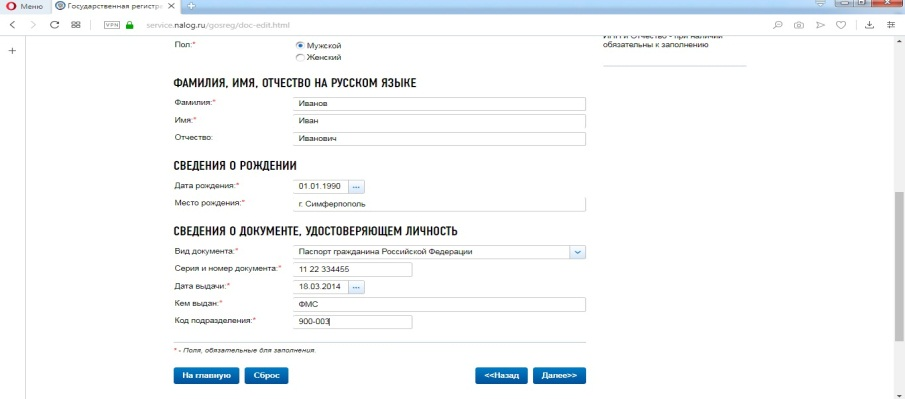 Меню
Государственная регистра
VPN
service.nalog.ru/gosreg/doc-edit.html
ИНН и Отчество - при наличии
обязательны к заполнению
Пол:* Мужской
Женский
ФАМИЛИЯ, ИМЯ, ОТЧЕСТВО НА РУССКОМ ЯЗЫКЕ
Фамилия:* Иванов
Имя:* Иван
Отчество: Иванович
СВЕДЕНИЯ О РОЖДЕНИИ
Дата рождения:* 01.01.1990 ...
Место рождения:* г. Симферпополь
СВЕДЕНИЯ О ДОКУМЕНТЕ, УДОСТОВЕРЯЮЩЕМ ЛИЧНОСТЬ
Вид документа:* Паспорт гражданина Российской Федерации
Серия и номер документа:* 11 22 334455
Дата выдачи:* 18.03.2014 ...
Кем выдан:* ФМС
Код подразделения:* 900-003
* - Поля, обязательные для заполнения.
На главную Сброс <<Назад Далее>>